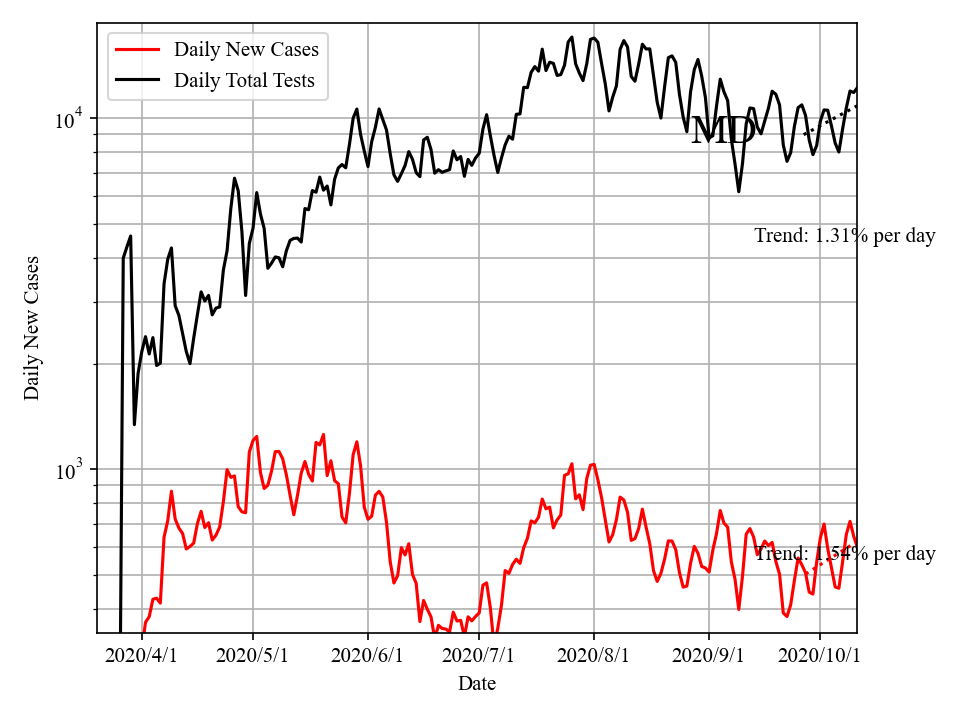 Daily New Cases
Daily Total Tests
10^4
MD
Trend: 1.31% per day
Daily New Cases
10^3
Trend: 1.54% per day
2020/4/1 2020/5/1 2020/6/1 2020/7/1 2020/8/1 2020/9/1 2020/10/1
Date